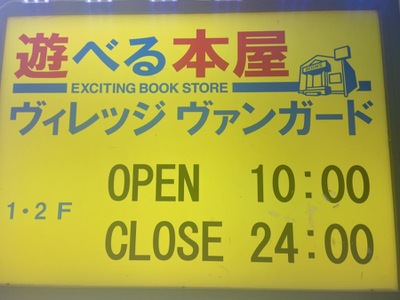 遊べる本屋
EXCITING BOOK STORE
ヴィレッジ ヴァンガード
OPEN 10:00
1・2F
CLOSE 24:00